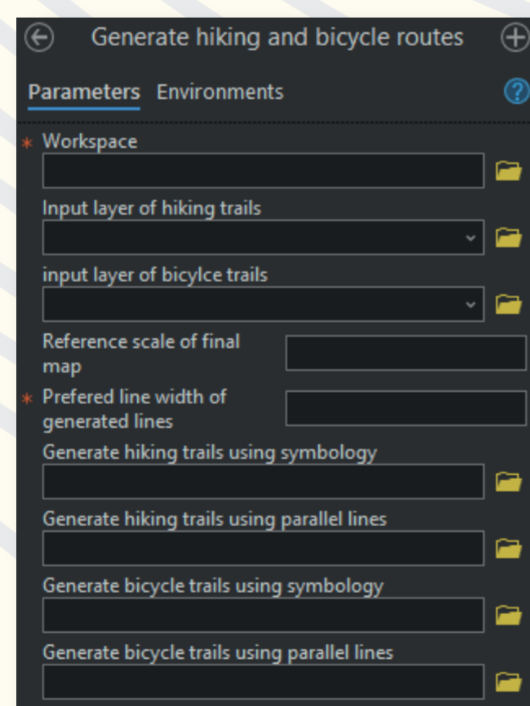 Generate hiking and bicycle routes
Parameters Environments
* Workspace
Input layer of hiking trails
input layer of bicylce trails
Reference scale of final
map
* Prefered line width of
generated lines
Generate hiking trails using symbology
Generate hiking trails using parallel lines
Generate bicycle trails using symbology
Generate bicycle trails using parallel lines